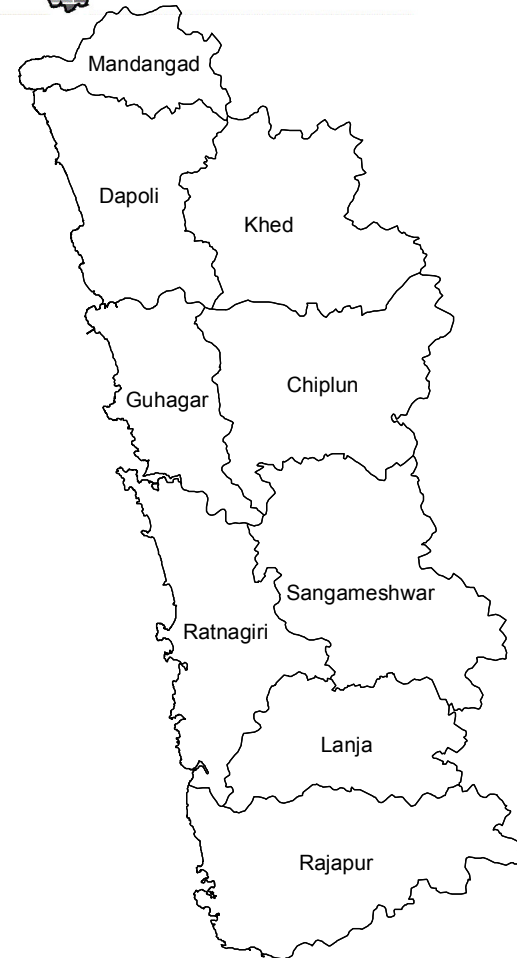 Mandangad
Dapoli
Khed
Chiplun
Guhagar
Sangameshwar
Ratnagiri
Lanja
Rajapur